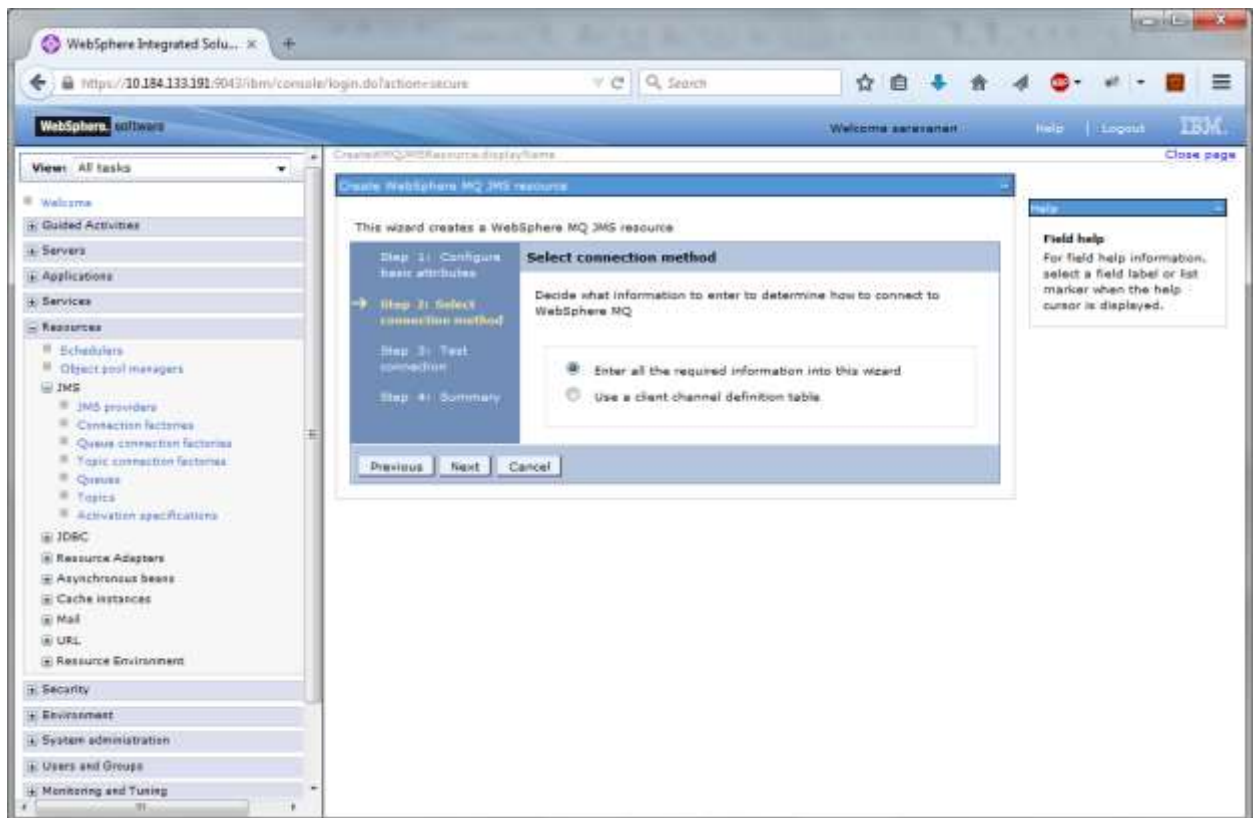 WebSphere Integrated Solu... × +
https://10.184.133.191:9043/ibm/console/login.do?action=secure
Search
WebSphere. software
Welcome saravanan
Help | Logout
IBM.
View: All tasks
Welcome
Guided Activities
Servers
Applications
Services
Resources
Schedulers
Object pool managers
JMS
JMS providers
Connection factories
Queue connection factories
Topic connection factories
Queues
Topics
Activation specifications
JDBC
Resource Adapters
Asynchronous beans
Cache instances
Mail
URL
Resource Environment
Security
Environment
System administration
Users and Groups
Monitoring and Tuning
CreateWMQJMSResource.displayName
Close page
Create WebSphere MQ JMS resource
This wizard creates a WebSphere MQ JMS resource
Step 1: Configure
basic attributes
Step 2: Select
connection method
Step 3: Test
connection
Step 4: Summary
Select connection method
Decide what information to enter to determine how to connect to
WebSphere MQ
Enter all the required information into this wizard
Use a client channel definition table
Previous
Next
Cancel
Help
Field help
For field help information,
select a field label or list
marker when the help
cursor is displayed.